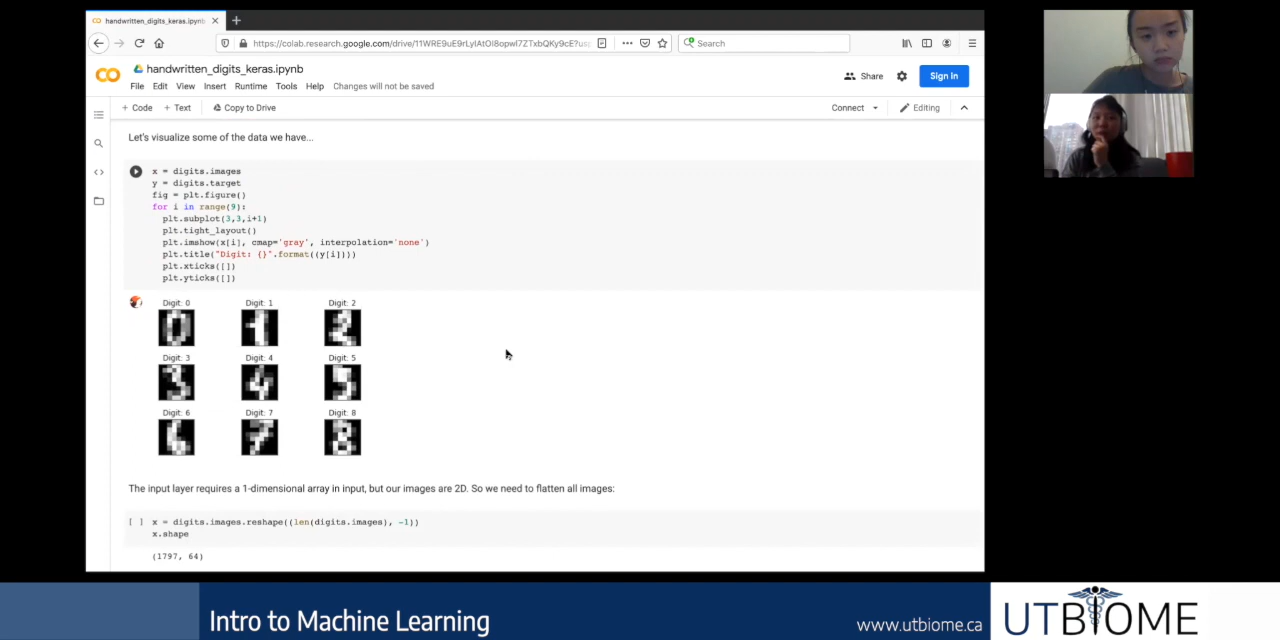 handwritten_digits_keras.ipynb
https://colab.research.google.com/drive/11WRE9uE9rLyIAtOl8opwI7ZTxbQKy9cE?us
Search
handwritten_digits_keras.ipynb
File Edit View Insert Runtime Tools Help Changes will not be saved
Share
Sign in
+ Code + Text Copy to Drive
Connect
Editing
Let's visualize some of the data we have...
x = digits.images
y = digits.target
fig = plt.figure()
for i in range(9):
plt.subplot(3,3,i+1)
plt.tight_layout()
plt.imshow(x[i], cmap='gray', interpolation='none')
plt.title("Digit: {}".format((y[i])))
plt.xticks([])
plt.yticks([])
Digit: 0 Digit: 1 Digit: 2
Digit: 3 Digit: 4 Digit: 5
Digit: 6 Digit: 7 Digit: 8
The input layer requires a 1-dimensional array in input, but our images are 2D. So we need to flatten all images:
[ ] x = digits.images.reshape((len(digits.images), -1))
x.shape
(1797, 64)
Intro to Machine Learning
www.utbiome.ca
UTBIOME